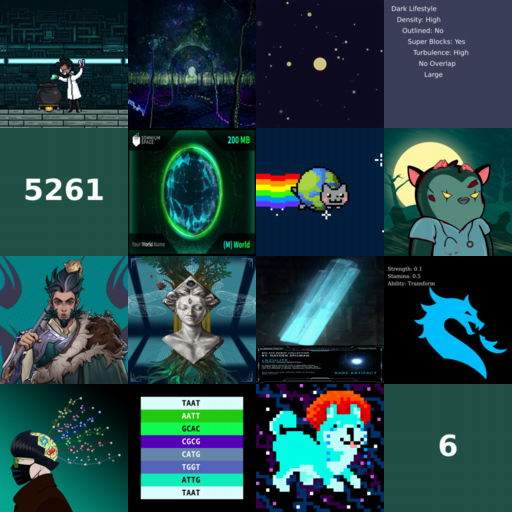 Dark Lifestyle
Density: High
Outlined: No
Super Blocks: Yes
Turbulence: High
No Overlap
Large
5261
SOMNIUM
SPACE
200 MB
Your World Name
(M) World
Strength: 0.1
Stamina: 0.5
Ability: Transform
RARE ARTIFACT
TAAT
AATT
GCAC
CGCG
CATG
TGGT
ATTG
TAAT
6